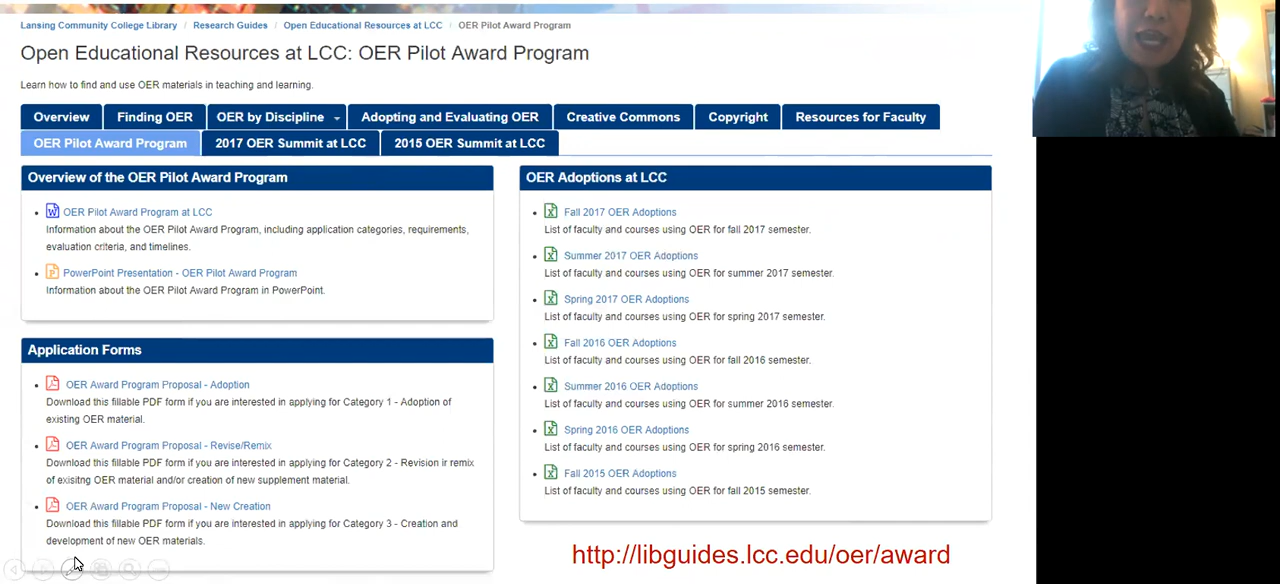 Lansing Community College Library / Research Guides / Open Educational Resources at LCC / OER Pilot Award Program
Open Educational Resources at LCC: OER Pilot Award Program
Learn how to find and use OER materials in teaching and learning.
Overview
Finding OER
OER by Discipline
Adopting and Evaluating OER
Creative Commons
Copyright
Resources for Faculty
OER Pilot Award Program
2017 OER Summit at LCC
2015 OER Summit at LCC
Overview of the OER Pilot Award Program
OER Pilot Award Program at LCC
Information about the OER Pilot Award Program, including application categories, requirements,
evaluation criteria, and timelines.
PowerPoint Presentation - OER Pilot Award Program
Information about the OER Pilot Award Program in PowerPoint.
Application Forms
OER Award Program Proposal - Adoption
Download this fillable PDF form if you are interested in applying for Category 1 - Adoption of
existing OER material.
OER Award Program Proposal - Revise/Remix
Download this fillable PDF form if you are interested in applying for Category 2 - Revision ir remix
of exisitng OER material and/or creation of new supplement material.
OER Award Program Proposal - New Creation
Download this fillable PDF form if you are interested in applying for Category 3 - Creation and
development of new OER materials.
OER Adoptions at LCC
Fall 2017 OER Adoptions
List of faculty and courses using OER for fall 2017 semester.
Summer 2017 OER Adoptions
List of faculty and courses using OER for summer 2017 semester.
Spring 2017 OER Adoptions
List of faculty and courses using OER for spring 2017 semester.
Fall 2016 OER Adoptions
List of faculty and courses using OER for fall 2016 semester.
Summer 2016 OER Adoptions
List of faculty and courses using OER for summer 2016 semester.
Spring 2016 OER Adoptions
List of faculty and courses using OER for spring 2016 semester.
Fall 2015 OER Adoptions
List of faculty and courses using OER for fall 2015 semester.
http://libguides.lcc.edu/oer/award